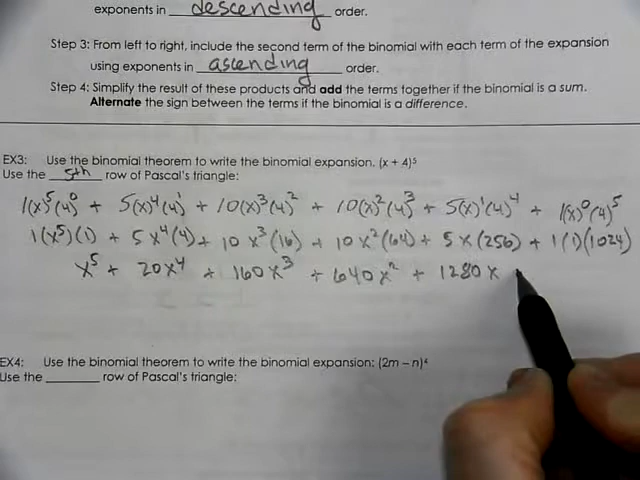 exponents in descending order.
Step 3: From left to right, include the second term of the binomial with each term of the expansion
using exponents in ascending order.
Step 4: Simplify the result of these products and add the terms together if the binomial is a sum.
Alternate the sign between the terms if the binomial is a difference.
EX3: Use the binomial theorem to write the binomial expansion. (x + 4)⁵
Use the 5th row of Pascal's triangle:
1(x)⁵(4)⁰ + 5(x)⁴(4)¹ + 10(x)³(4)² + 10(x)²(4)³ + 5(x)¹(4)⁴ + 1(x)⁰(4)⁵
1(x⁵)(1) + 5x⁴(4) + 10x³(16) + 10x²(64) + 5x(256) + 1(1)(1024)
x⁵ + 20x⁴ + 160x³ + 640x² + 1280x
EX4: Use the binomial theorem to write the binomial expansion: (2m – n)⁴
Use the ________ row of Pascal's triangle: